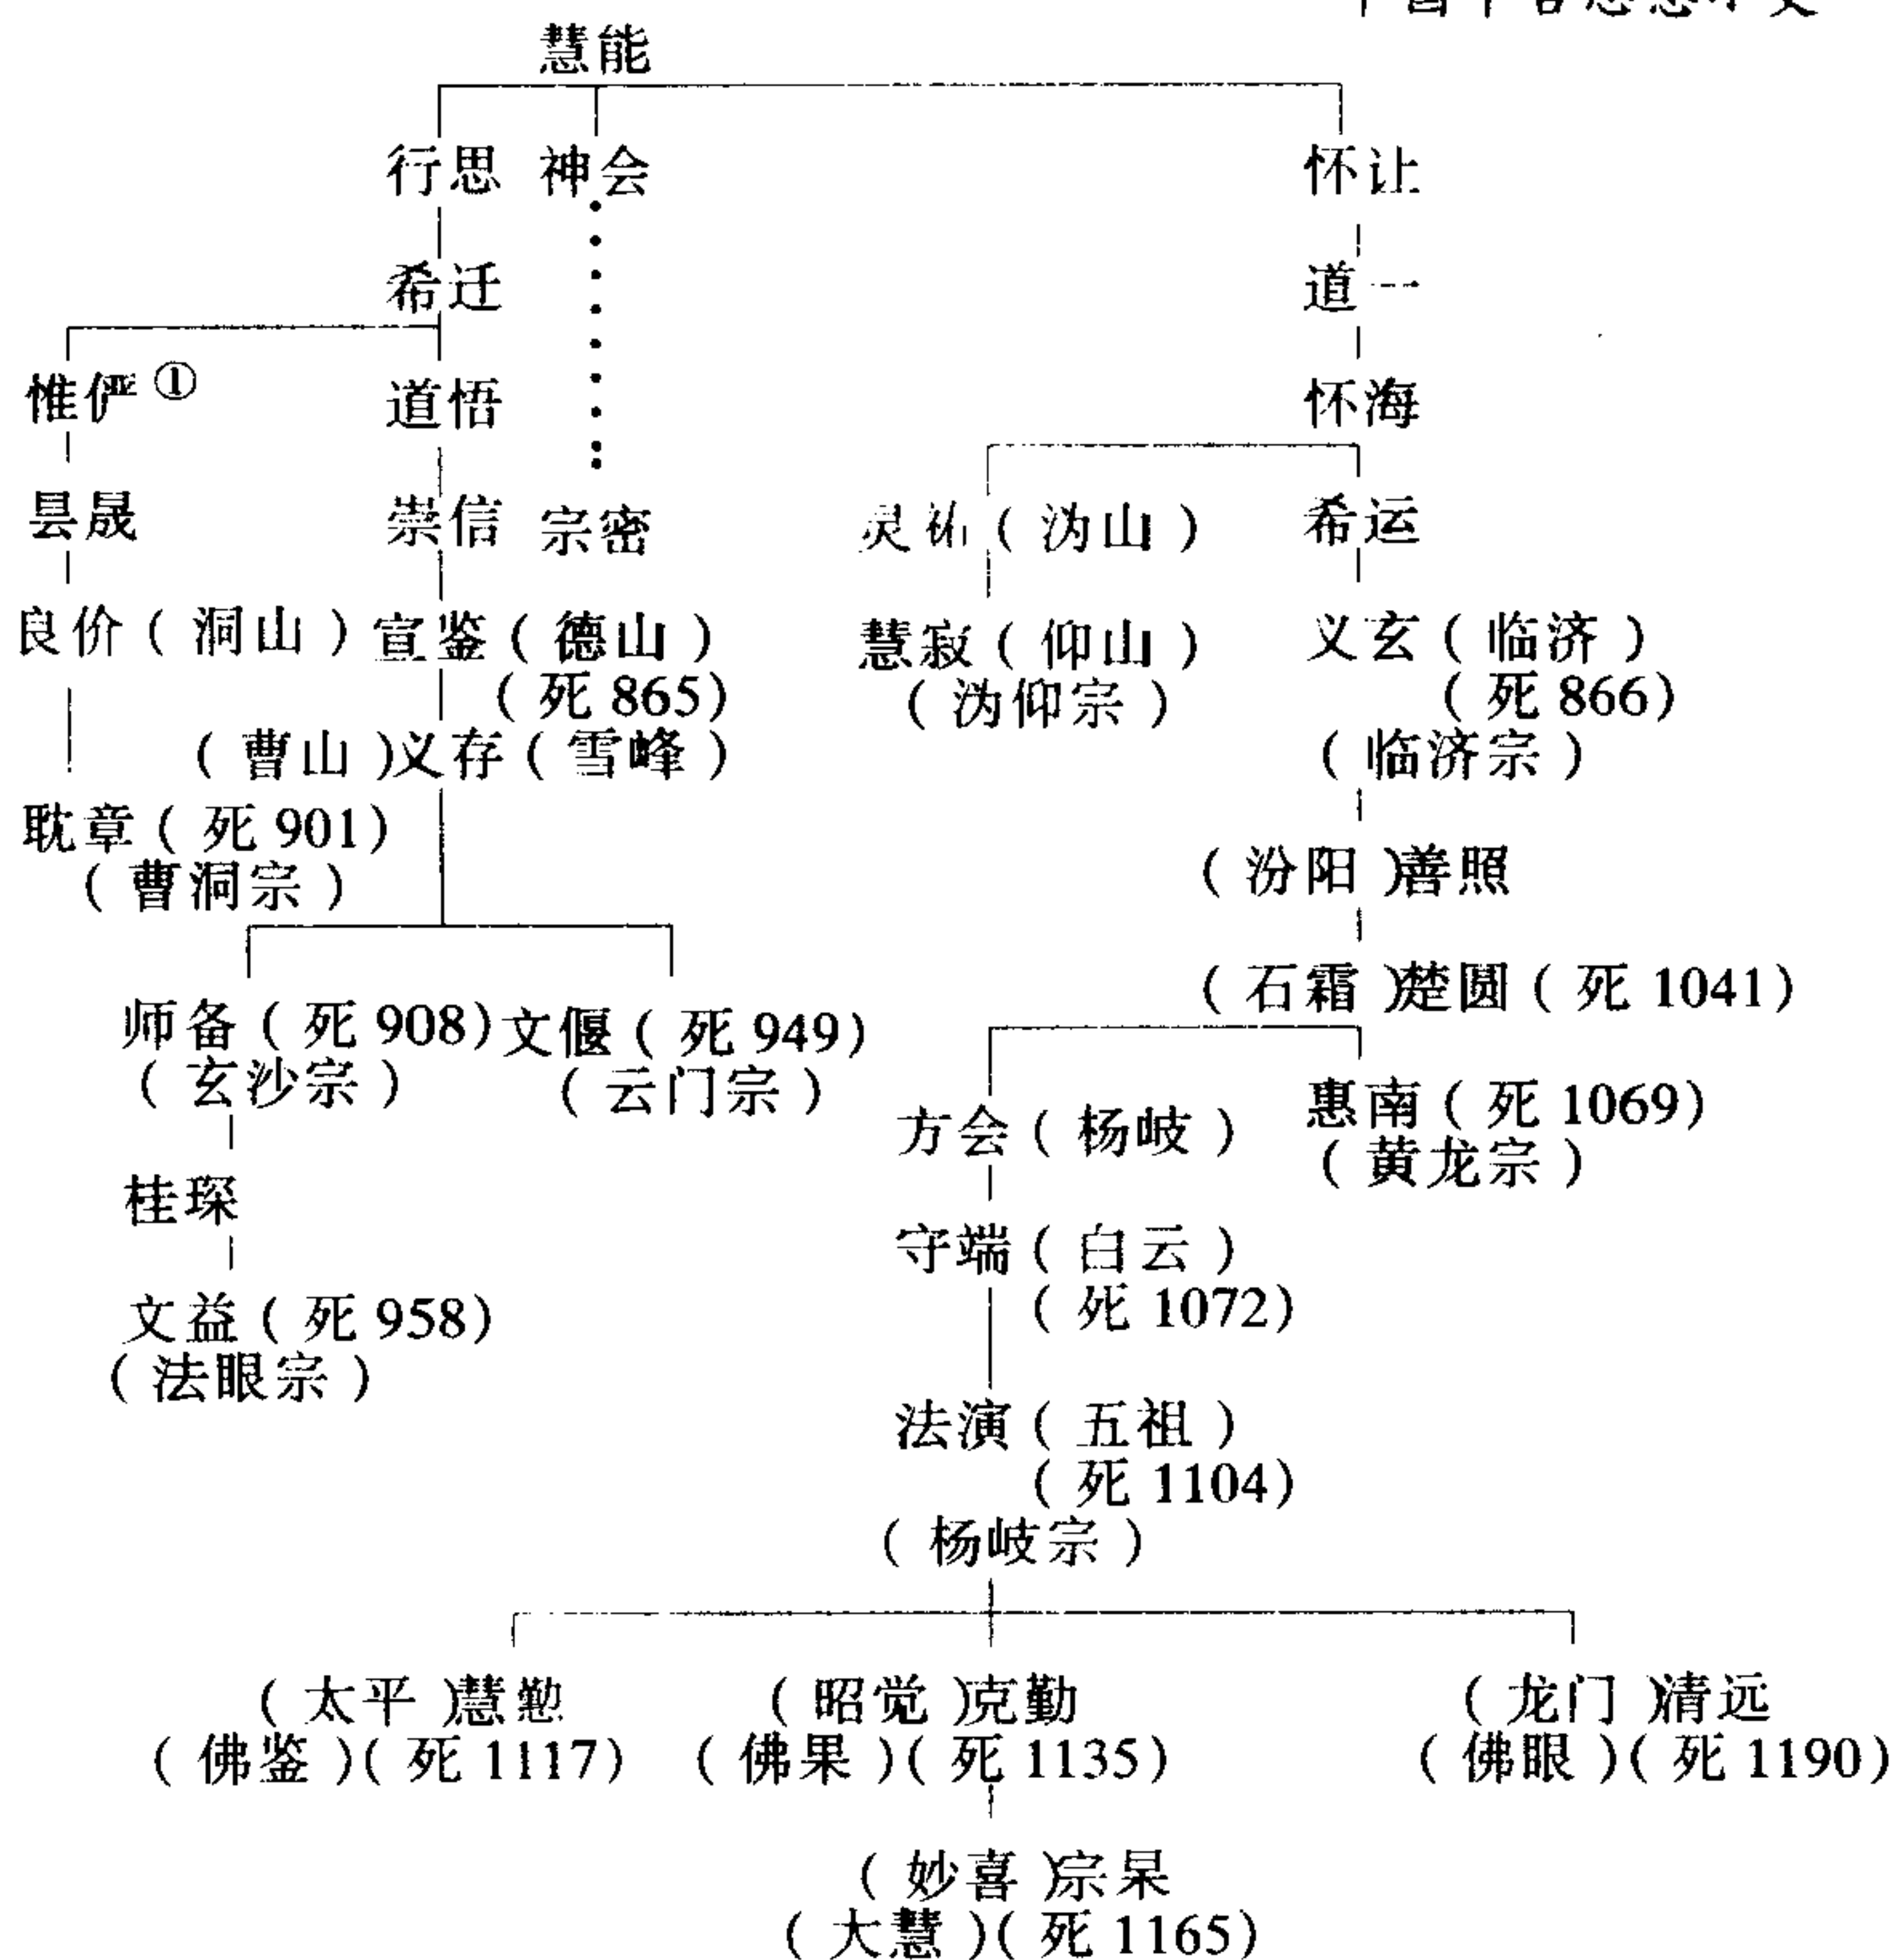 慧能
行思 神会 怀让
希迁 道一
惟俨① 道悟 怀海
昙晟 崇信 宗密 灵祐(沩山) 希运
良价(洞山) 宣鉴(德山) 慧寂(仰山) 义玄(临济)
(死865) (沩仰宗) (死866)
(曹山)义存(雪峰) (临济宗)
耽章(死901) (汾阳)善照
(曹洞宗)
师备(死908) 文偃(死949) (石霜)楚圆(死1041)
(玄沙宗) (云门宗) 方会(杨岐) 惠南(死1069)
(黄龙宗)
桂琛 守端(白云)
文益(死958) (死1072)
(法眼宗)
法演(五祖)
(死1104)
(杨岐宗)
(太平)慧懃 (昭觉)克勤 (龙门)清远
(佛鉴)(死1117) (佛果)(死1135) (佛眼)(死1190)
(妙喜)宗杲
(大慧)(死1165)